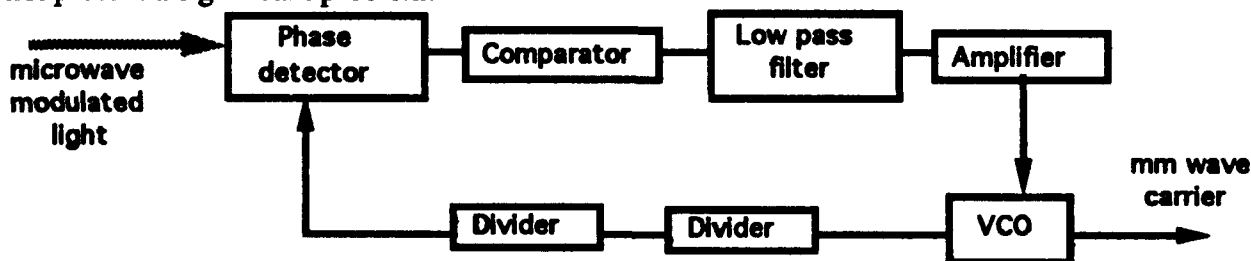 microwave
modulated
light
Phase
detector
Comparator
Low pass
filter
Amplifier
Divider
Divider
VCO
mm wave
carrier